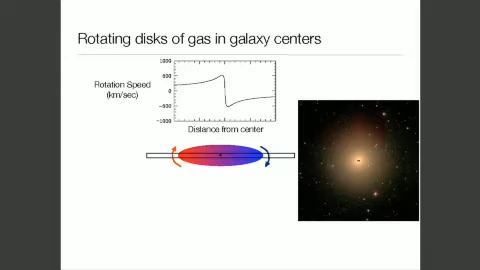 Rotating disks of gas in galaxy centers
1000
500
0
-500
-1000
Rotation Speed
(km/sec)
Distance from center